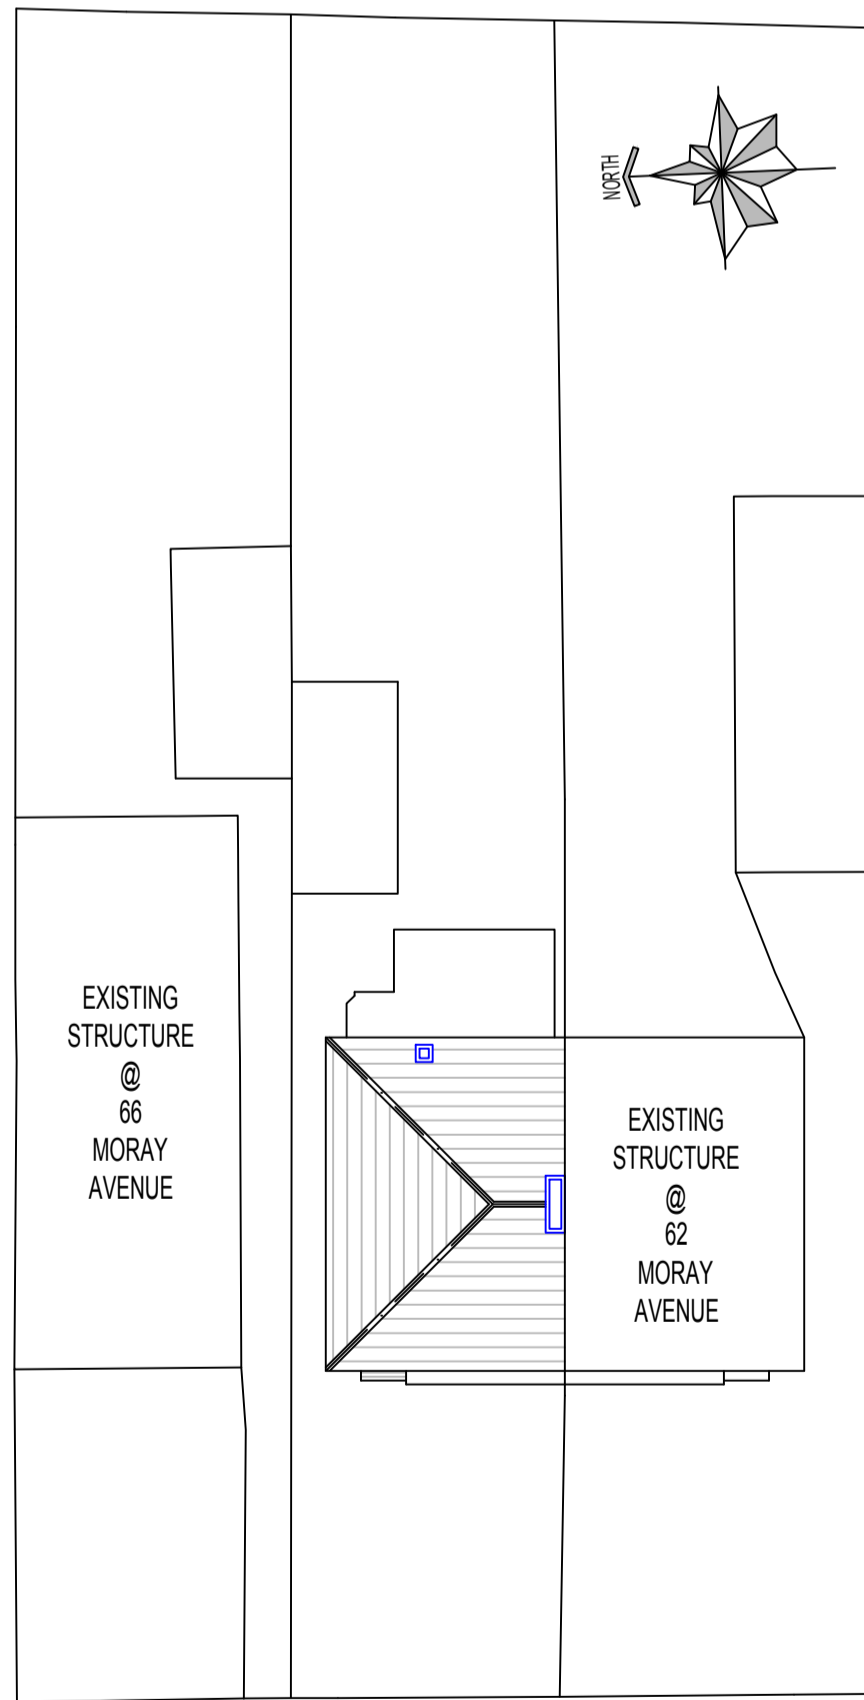 NORTH
EXISTING
STRUCTURE
@
66
MORAY
AVENUE
EXISTING
STRUCTURE
@
62
MORAY
AVENUE